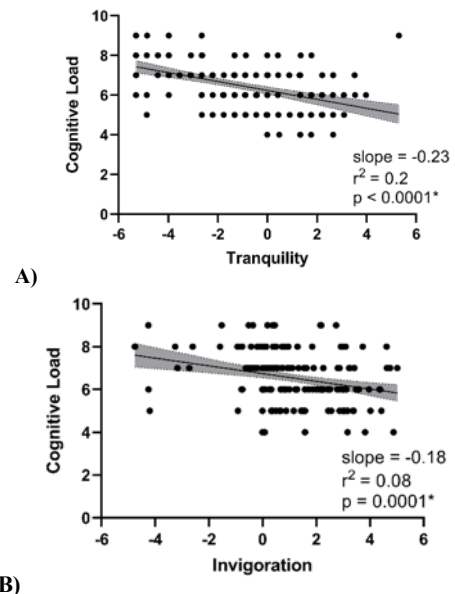 10
8
6
4
2
0
Cognitive Load
-6 -4 -2 0 2 4 6
Tranquility
slope = -0.23
r² = 0.2
p < 0.0001*
A)
10
8
6
4
2
0
Cognitive Load
-6 -4 -2 0 2 4 6
Invigoration
slope = -0.18
r² = 0.08
p = 0.0001*
B)